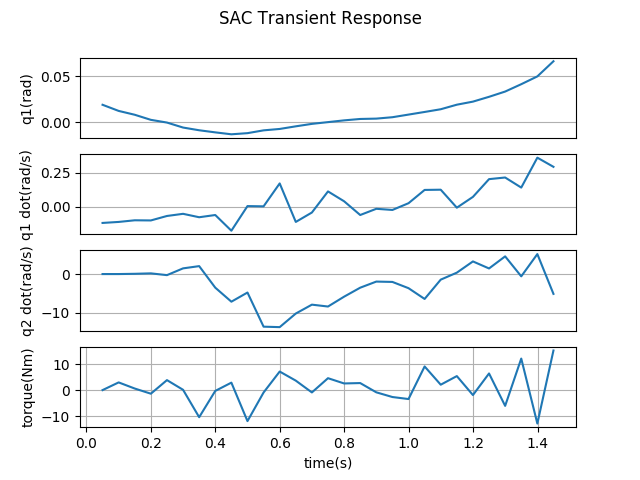 SAC Transient Response
q1(rad)
0.05
0.00
q1 dot(rad/s)
0.25
0.00
q2 dot(rad/s)
0
−10
torque(Nm)
10
0
−10
0.0 0.2 0.4 0.6 0.8 1.0 1.2 1.4
time(s)